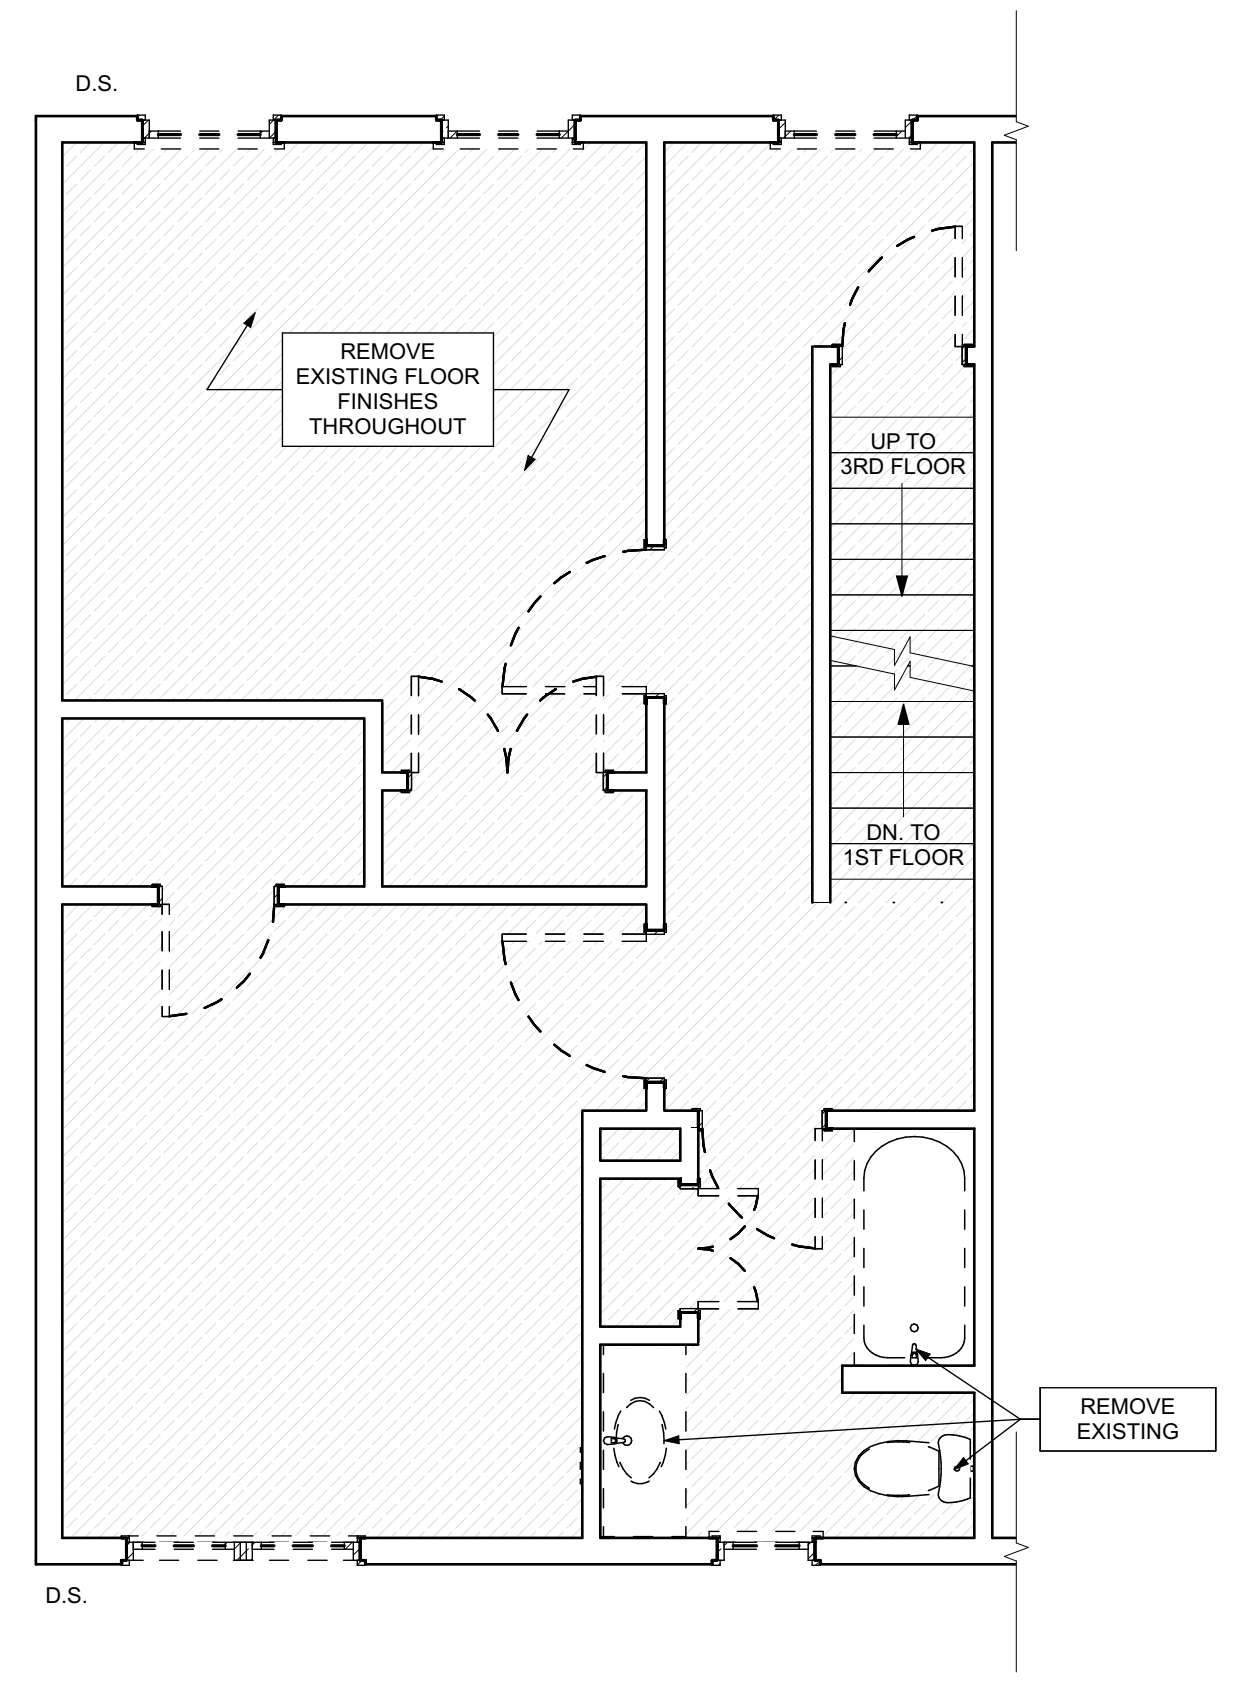 D.S.
REMOVE
EXISTING FLOOR
FINISHES
THROUGHOUT
UP TO
3RD FLOOR
DN. TO
1ST FLOOR
REMOVE
EXISTING
D.S.